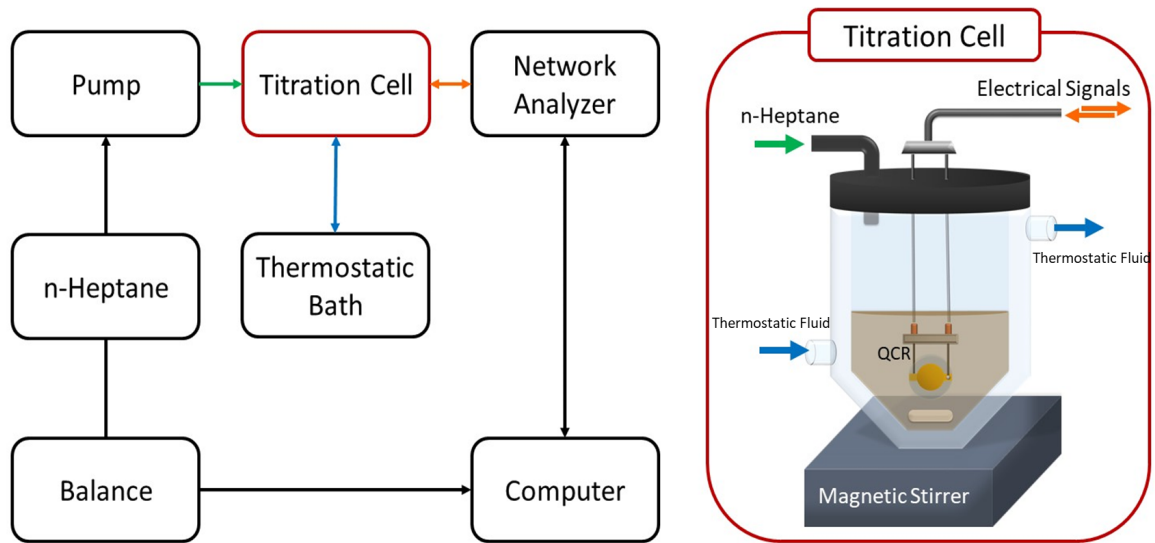 Pump
Titration Cell
Network
Analyzer
n-Heptane
Thermostatic
Bath
Balance
Computer
Titration Cell
Electrical Signals
n-Heptane
Thermostatic Fluid
Thermostatic Fluid
QCR
Magnetic Stirrer